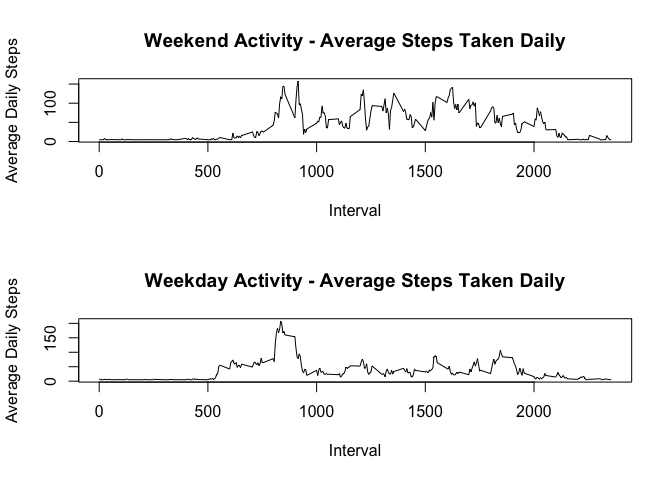 Weekend Activity - Average Steps Taken Daily
Average Daily Steps
100
0
0 500 1000 1500 2000
Interval
Weekday Activity - Average Steps Taken Daily
Average Daily Steps
150
0
0 500 1000 1500 2000
Interval